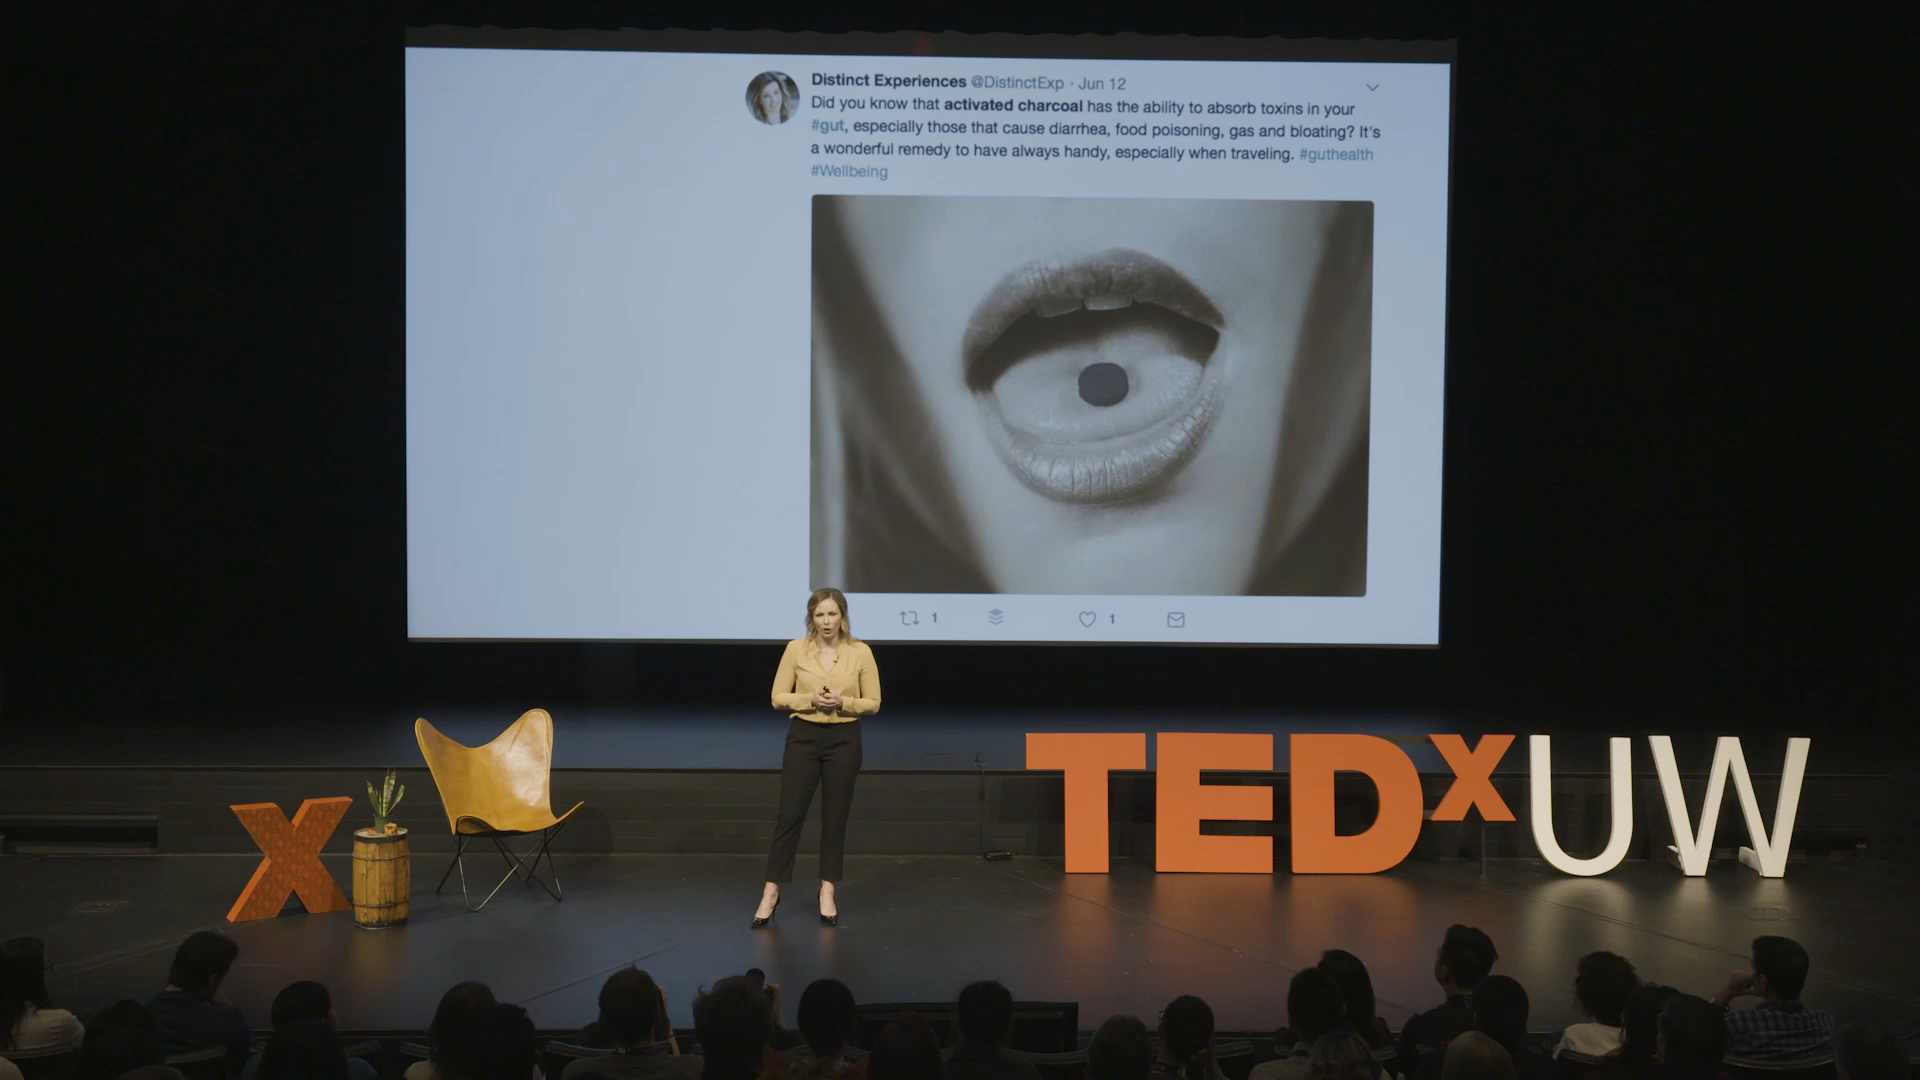 Distinct Experiences @DistinctExp · Jun 12
Did you know that activated charcoal has the ability to absorb toxins in your
#gut, especially those that cause diarrhea, food poisoning, gas and bloating? It's
a wonderful remedy to have always handy, especially when traveling. #guthealth
#Wellbeing
1 1
X
TEDxUW